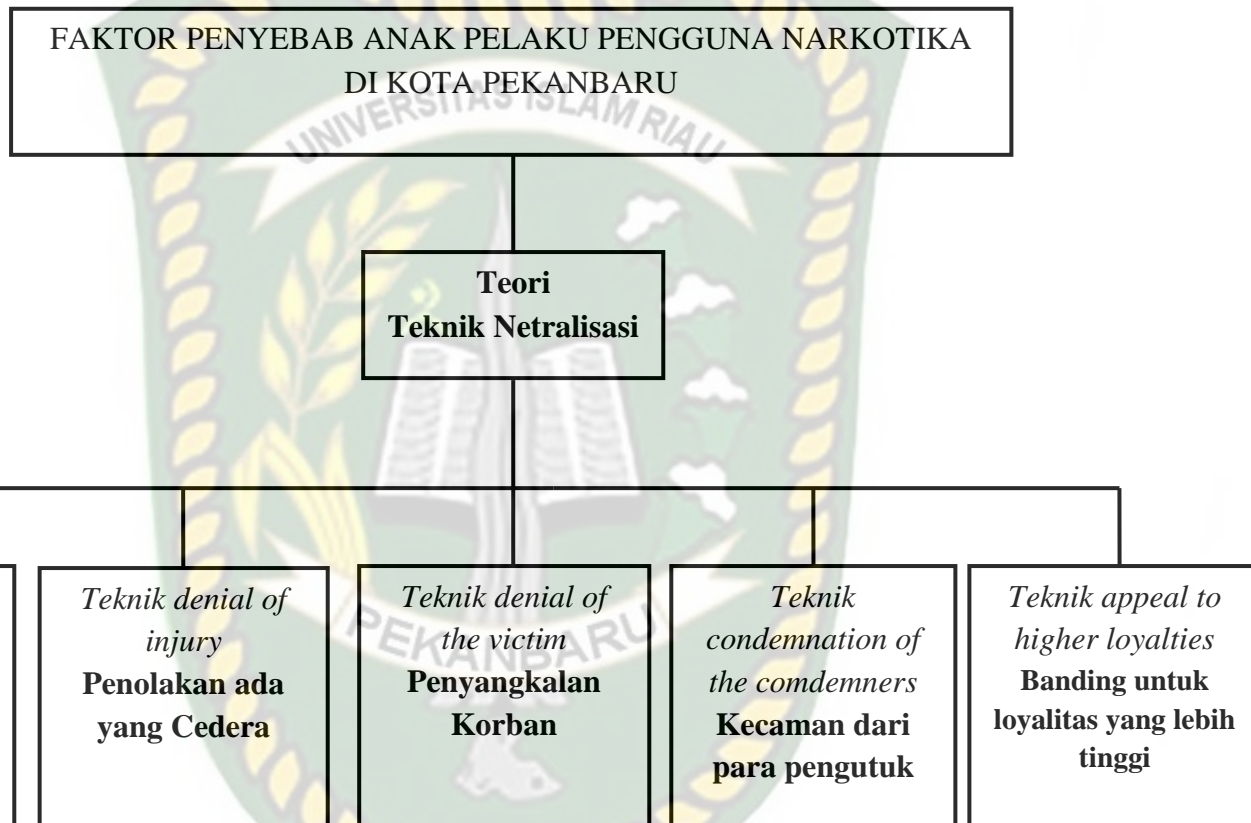 FAKTOR PENYEBAB ANAK PELAKU PENGGUNA NARKOTIKA
DI KOTA PEKANBARU
UNIVERSITAS ISLAM RIAU
Teori
Teknik Netralisasi
Teknik denial of
injury
Penolakan ada
yang Cedera
Teknik denial of
the victim
Penyangkalan
Korban
Teknik
condemnation of
the comdemners
Kecaman dari
para pengutuk
Teknik appeal to
higher loyalties
Banding untuk
loyalitas yang lebih
tinggi
PEKANBARU